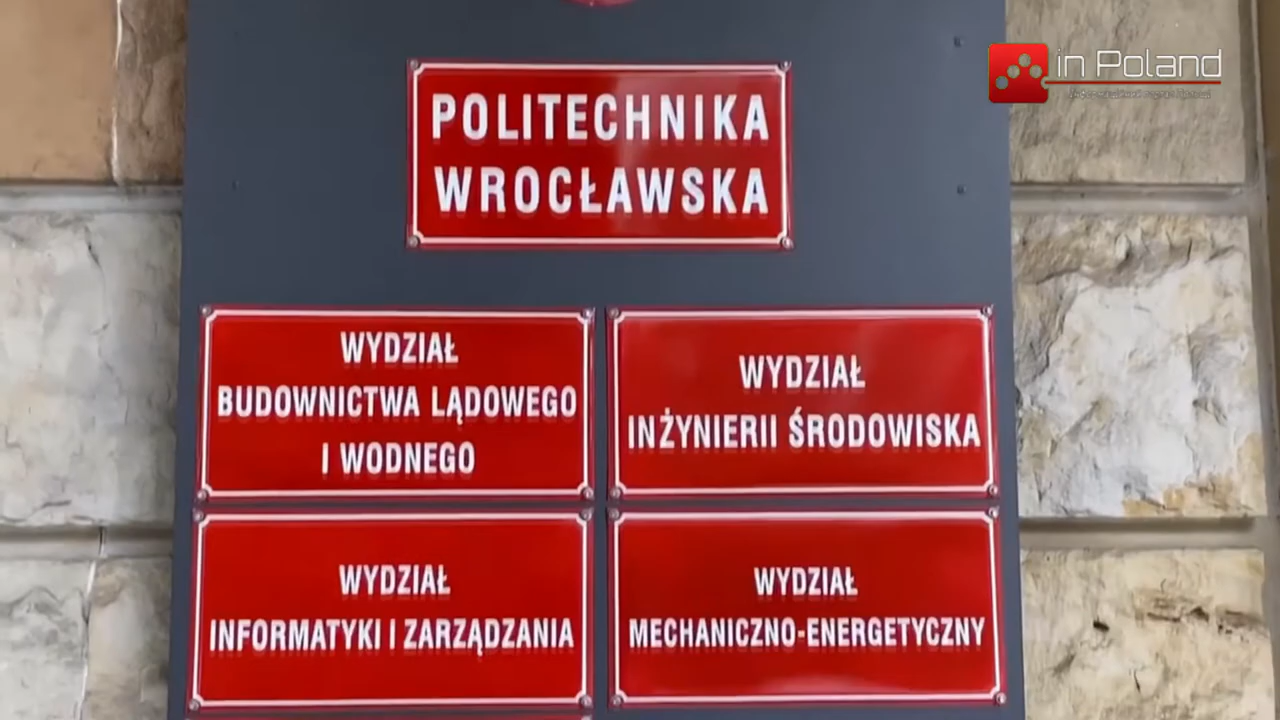 in Poland
POLITECHNIKA
WROCŁAWSKA
WYDZIAŁ
BUDOWNICTWA LĄDOWEGO
I WODNEGO
WYDZIAŁ
INŻYNIERII ŚRODOWISKA
WYDZIAŁ
INFORMATYKI I ZARZĄDZANIA
WYDZIAŁ
MECHANICZNO-ENERGETYCZNY